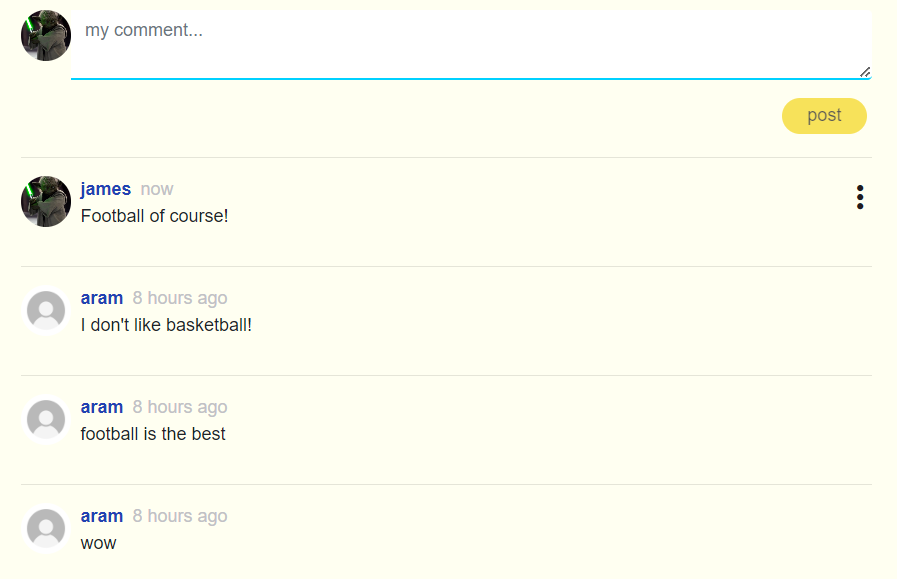 my comment...
post
james now
Football of course!
aram 8 hours ago
I don't like basketball!
aram 8 hours ago
football is the best
aram 8 hours ago
wow